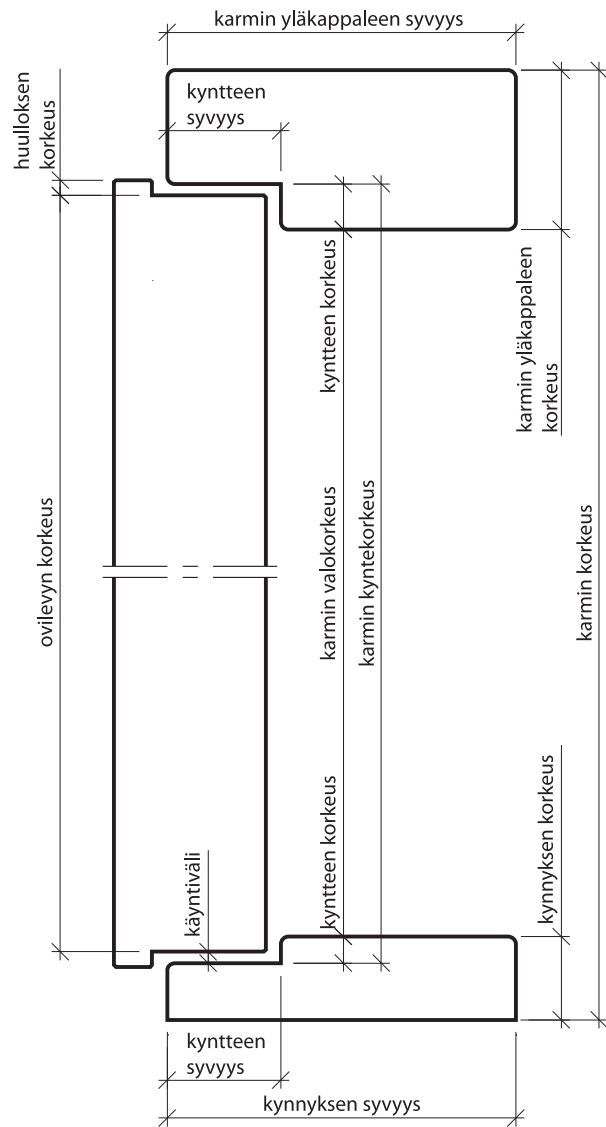 karmin yläkappaleen syvyys
kyntteen
syvyys
huulloksen
korkeus
kyntteen korkeus
karmin yläkappaleen
korkeus
ovilevyn korkeus
karmin valokorkeus
karmin kyntekorkeus
karmin korkeus
käyntiväli
kyntteen korkeus
kynnyksen korkeus
kyntteen
syvyys
kynnyksen syvyys